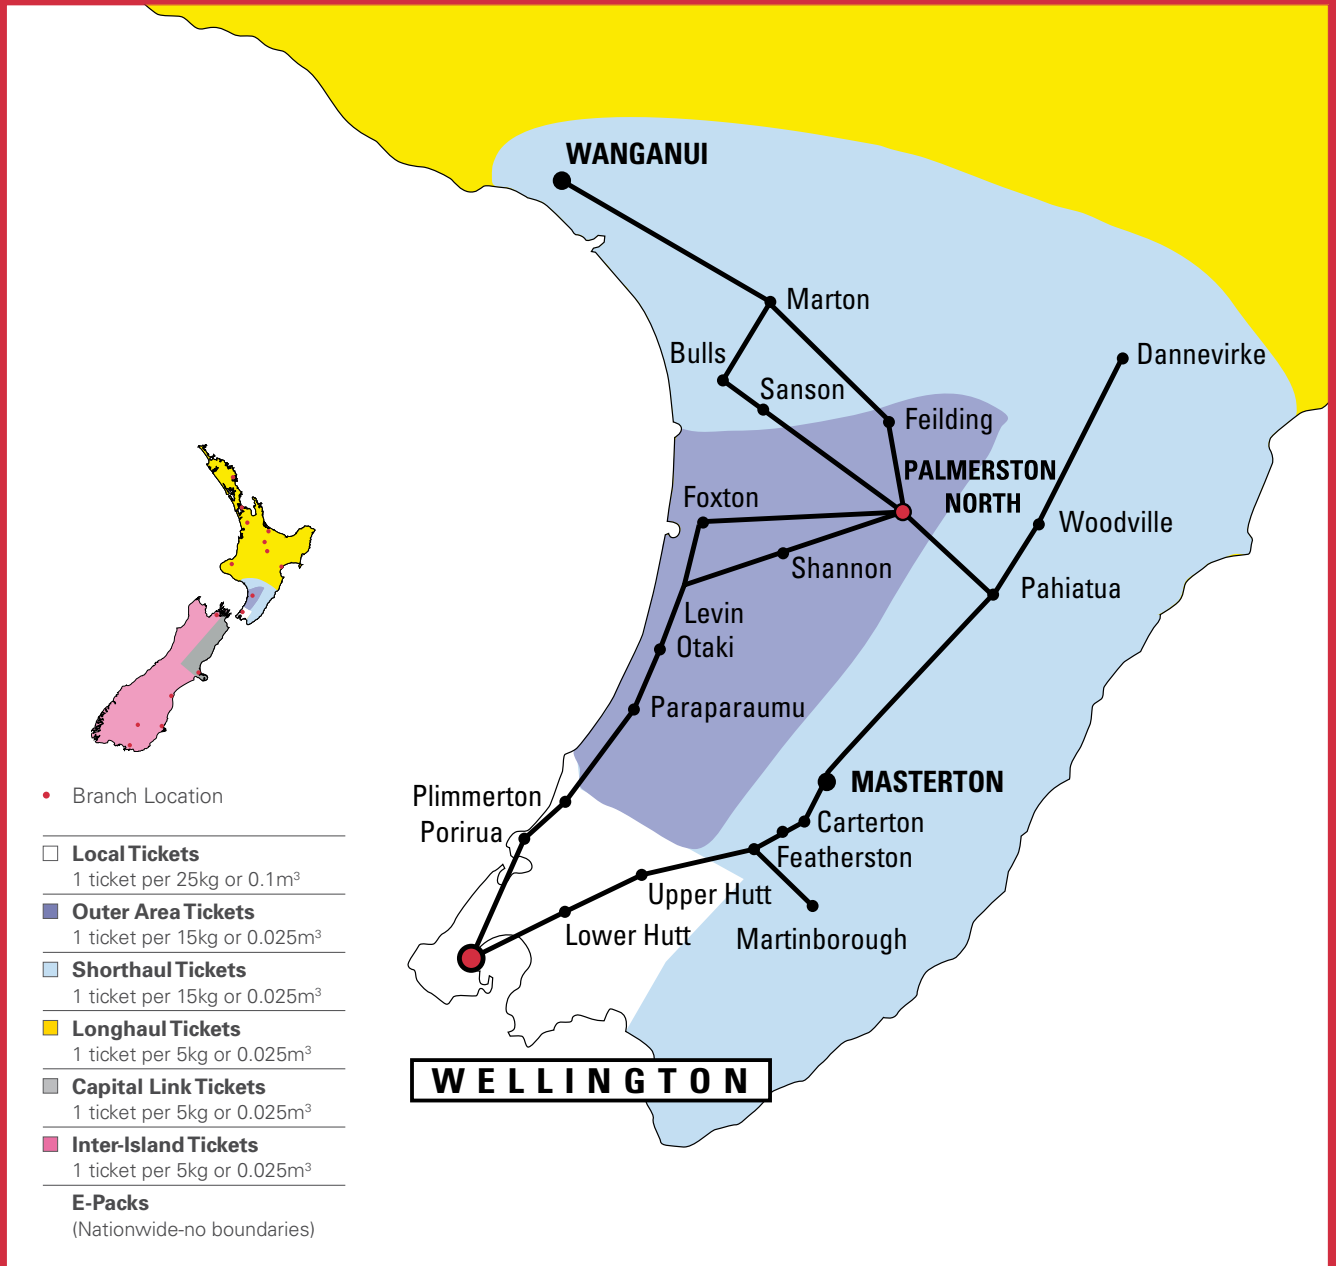 WANGANUI
Marton
Bulls
Dannevirke
Sanson
Feilding
PALMERSTON
NORTH
Foxton
Woodville
Shannon
Pahiatua
Levin
Otaki
Paraparaumu
MASTERTON
Plimmerton
Porirua
Carterton
Featherston
Upper Hutt
Lower Hutt
Martinborough
WELLINGTON
Branch Location
Local Tickets
1 ticket per 25kg or 0.1m³
Outer Area Tickets
1 ticket per 15kg or 0.025m³
Shorthaul Tickets
1 ticket per 15kg or 0.025m³
Longhaul Tickets
1 ticket per 5kg or 0.025m³
Capital Link Tickets
1 ticket per 5kg or 0.025m³
Inter-Island Tickets
1 ticket per 5kg or 0.025m³
E-Packs
(Nationwide-no boundaries)